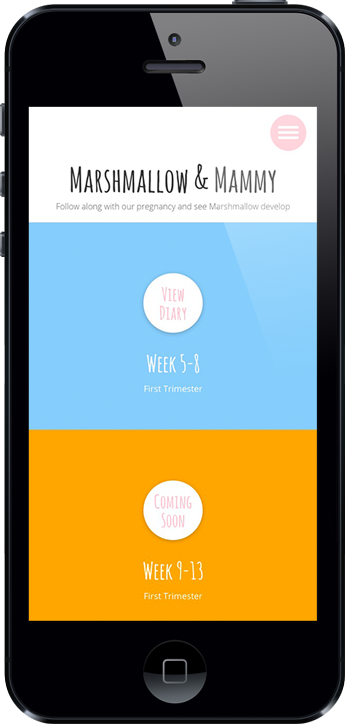 Marshmallow & Mammy
Follow along with our pregnancy and see Marshmallow develop
View
Diary
Week 5-8
First Trimester
Coming
Soon
Week 9-13
First Trimester